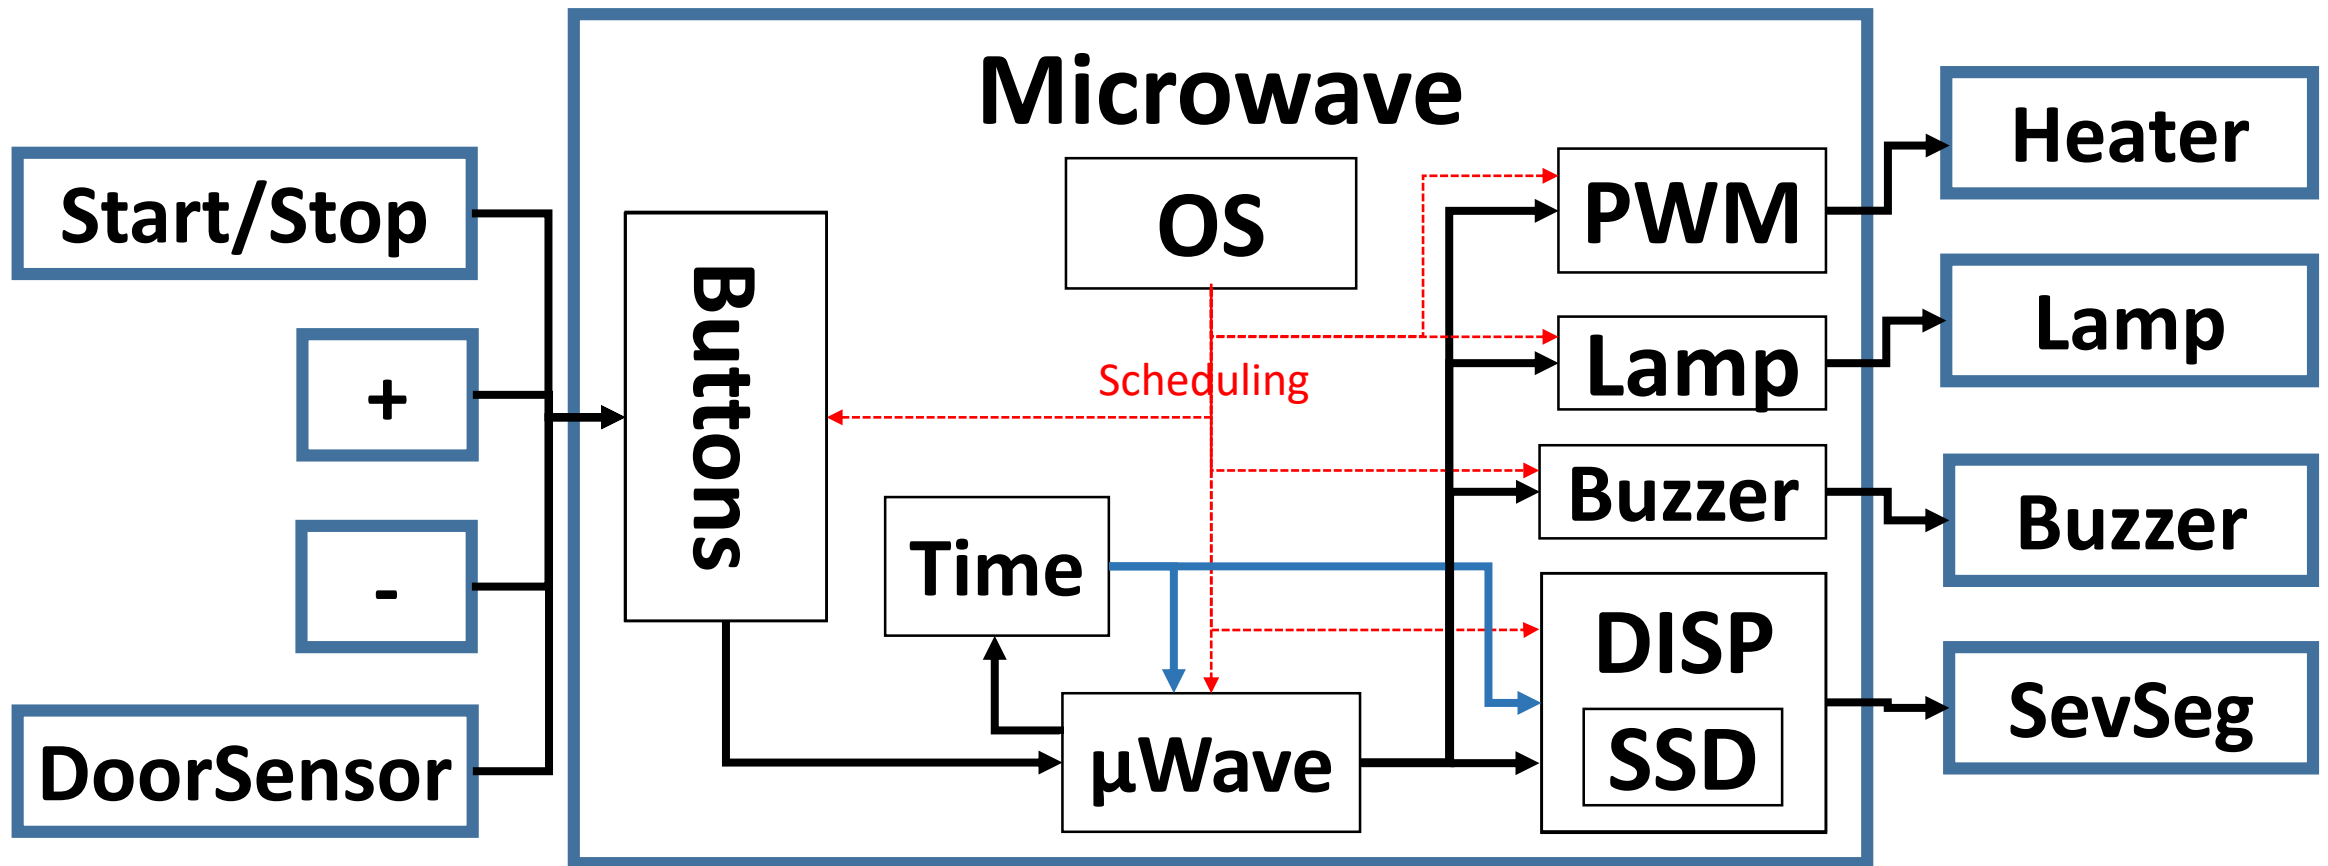 Microwave
Start/Stop
+
-
DoorSensor
Buttons
OS
Scheduling
Time
µWave
PWM
Lamp
Buzzer
DISP
SSD
Heater
Lamp
Buzzer
SevSeg